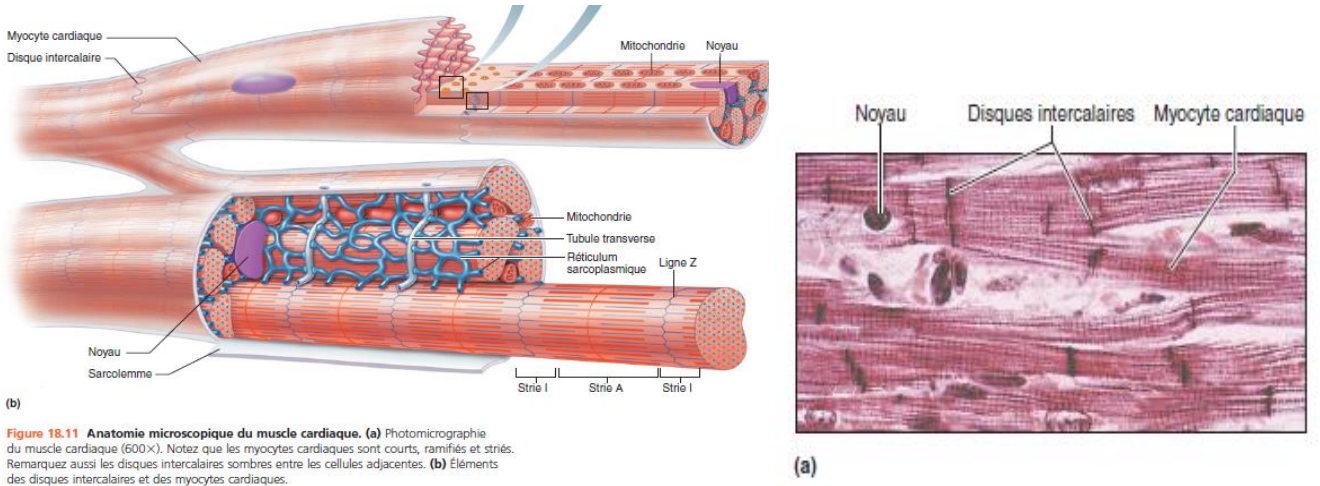 Myocyte cardiaque
Disque intercalaire
Mitochondrie
Noyau
Mitochondrie
Tubule transverse
Réticulum
sarcoplasmique
Ligne Z
Noyau
Sarcolemme
Strie I
Strie A
Strie I
(b)
Figure 18.11 Anatomie microscopique du muscle cardiaque. (a) Photomicrographie
du muscle cardiaque (600×). Notez que les myocytes cardiaques sont courts, ramifiés et striés.
Remarquez aussi les disques intercalaires sombres entre les cellules adjacentes. (b) Éléments
des disques intercalaires et des myocytes cardiaques.
Noyau
Disques intercalaires
Myocyte cardiaque
(a)